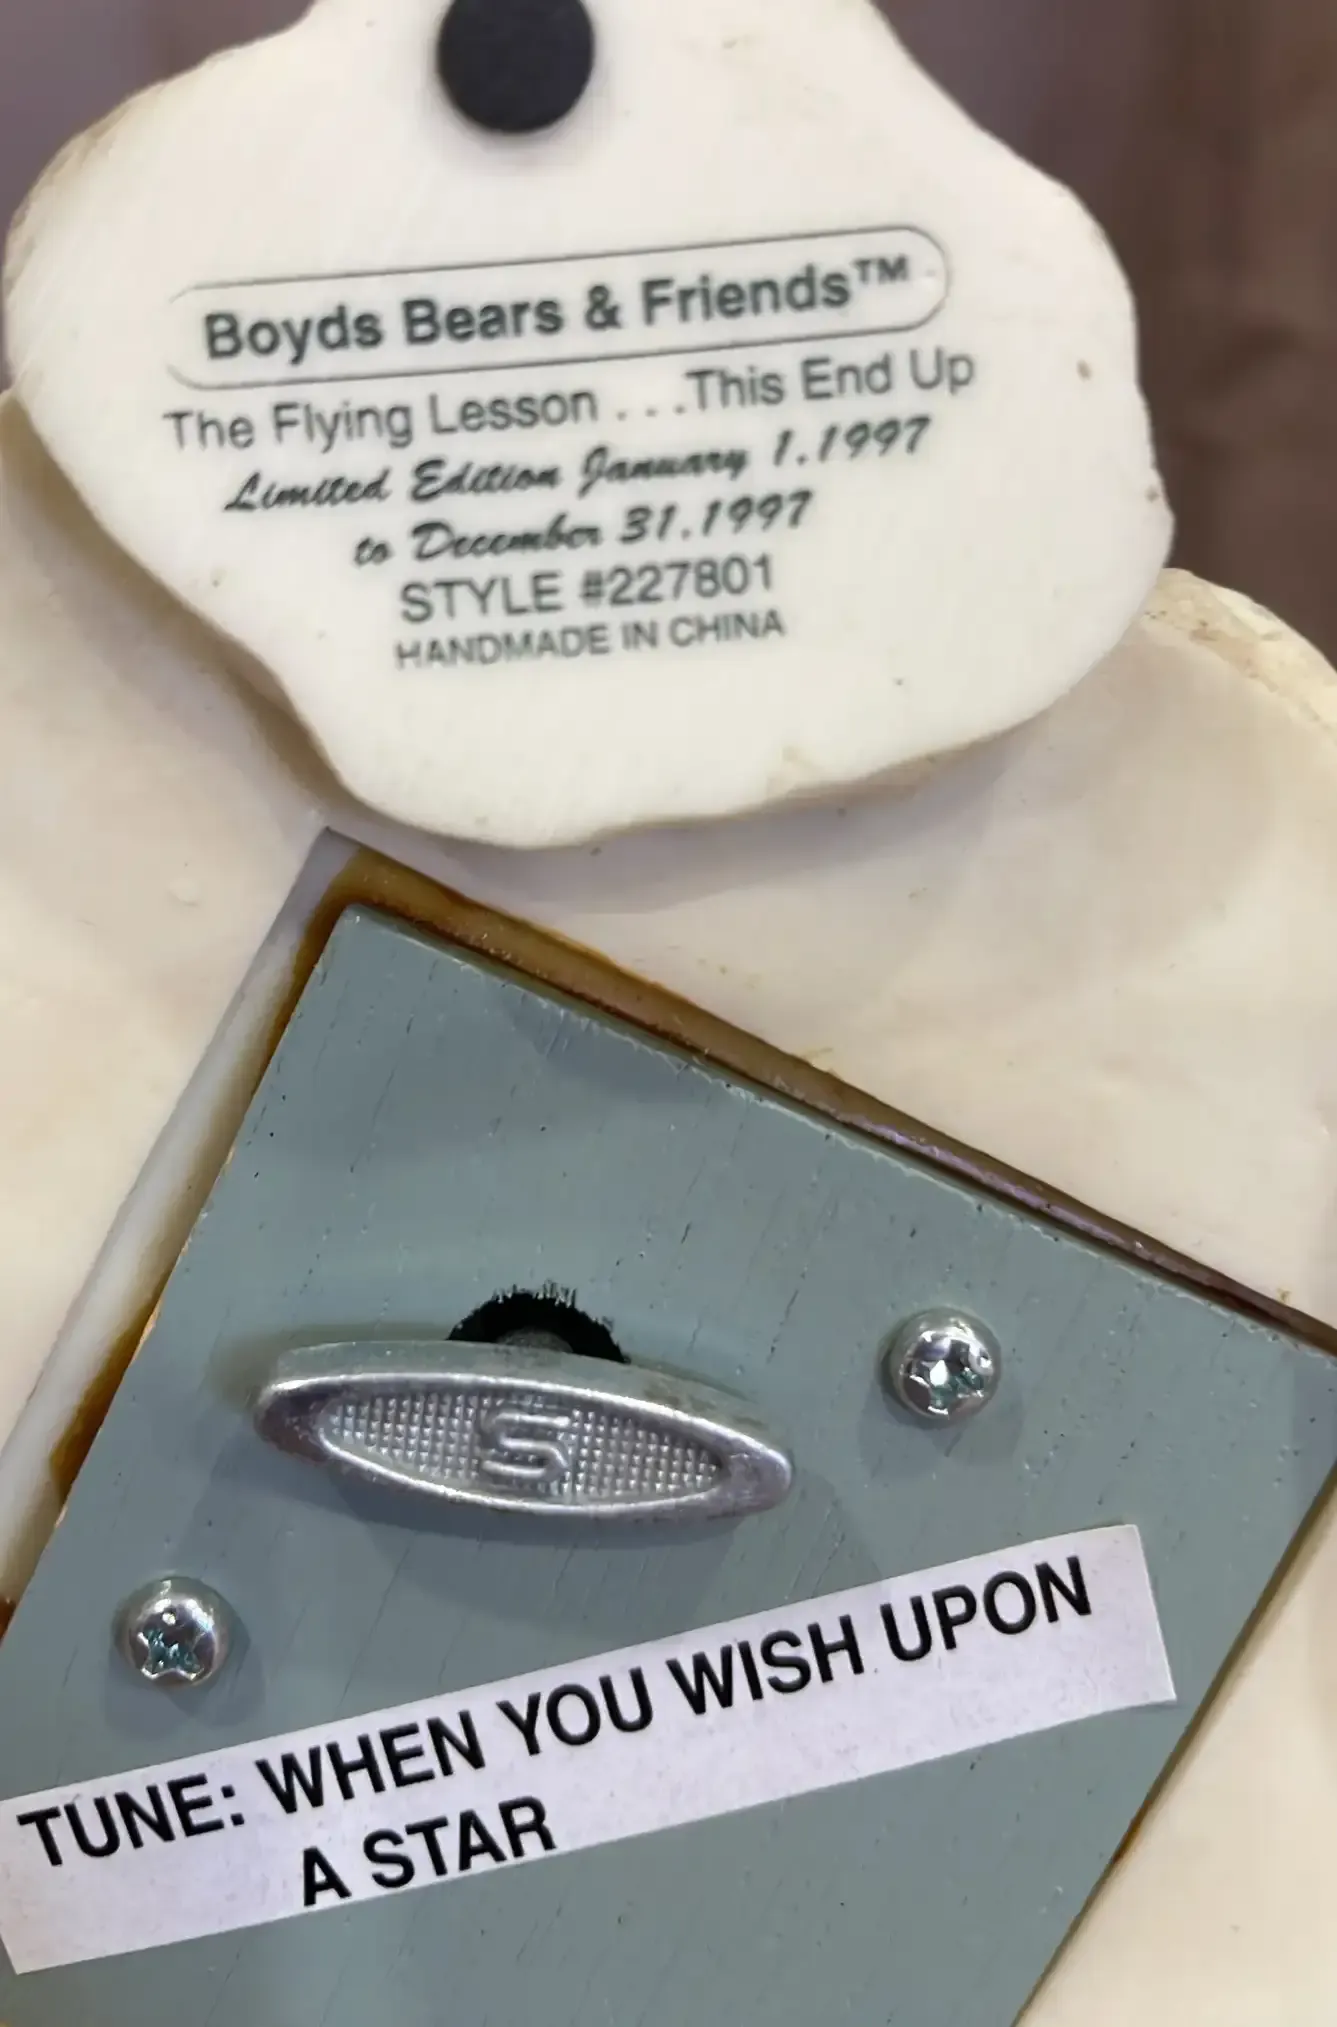 Boyds Bears & Friends™
The Flying Lesson . . .This End Up
Limited Edition January 1.1997
to December 31.1997
STYLE #227801
HANDMADE IN CHINA
S
TUNE: WHEN YOU WISH UPON
A STAR